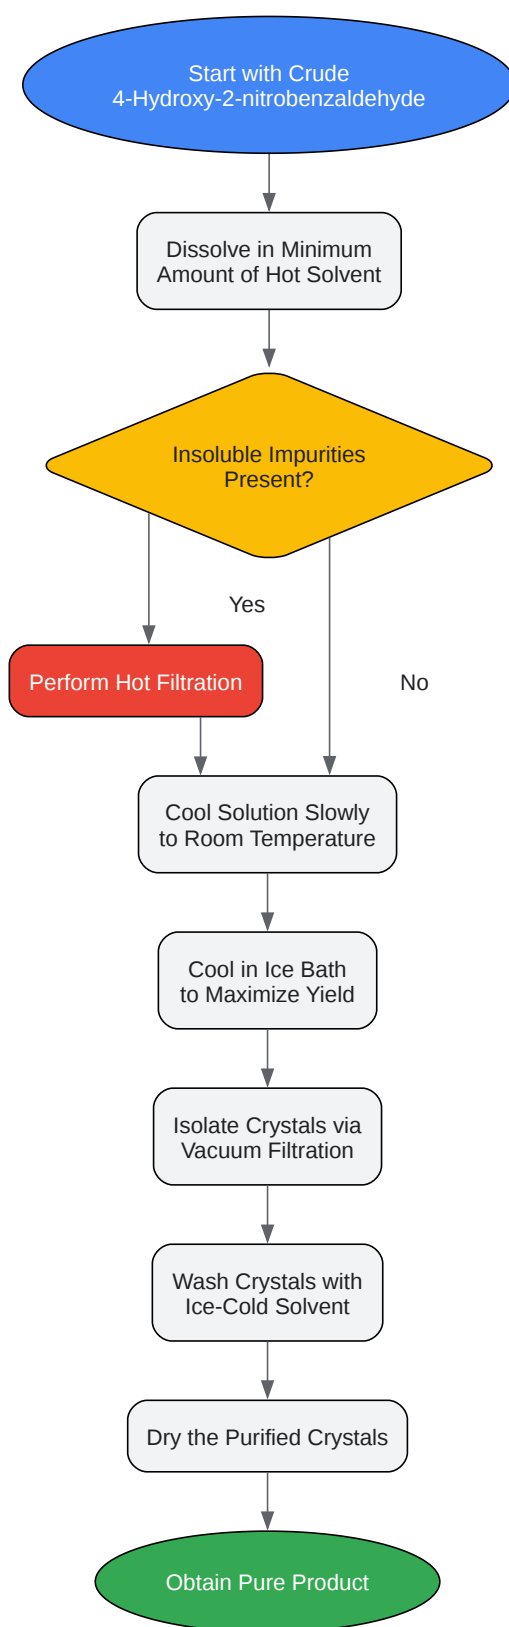 Start with Crude
4-Hydroxy-2-nitrobenzaldehyde
Dissolve in Minimum
Amount of Hot Solvent
Insoluble Impurities
Present?
Yes
Perform Hot Filtration
No
Cool Solution Slowly
to Room Temperature
Cool in Ice Bath
to Maximize Yield
Isolate Crystals via
Vacuum Filtration
Wash Crystals with
Ice-Cold Solvent
Dry the Purified Crystals
Obtain Pure Product